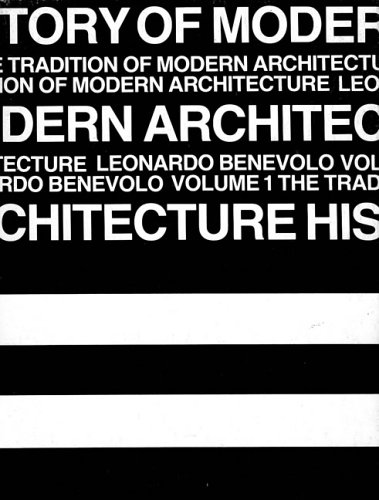 TORY OF MODER
E TRADITION OF MODERN ARCHITECTU
ION OF MODERN ARCHITECTURE LEO
DERN ARCHITEC
TECTURE LEONARDO BENEVOLO VOL
RDO BENEVOLO VOLUME 1 THE TRAD
CHITECTURE HIS